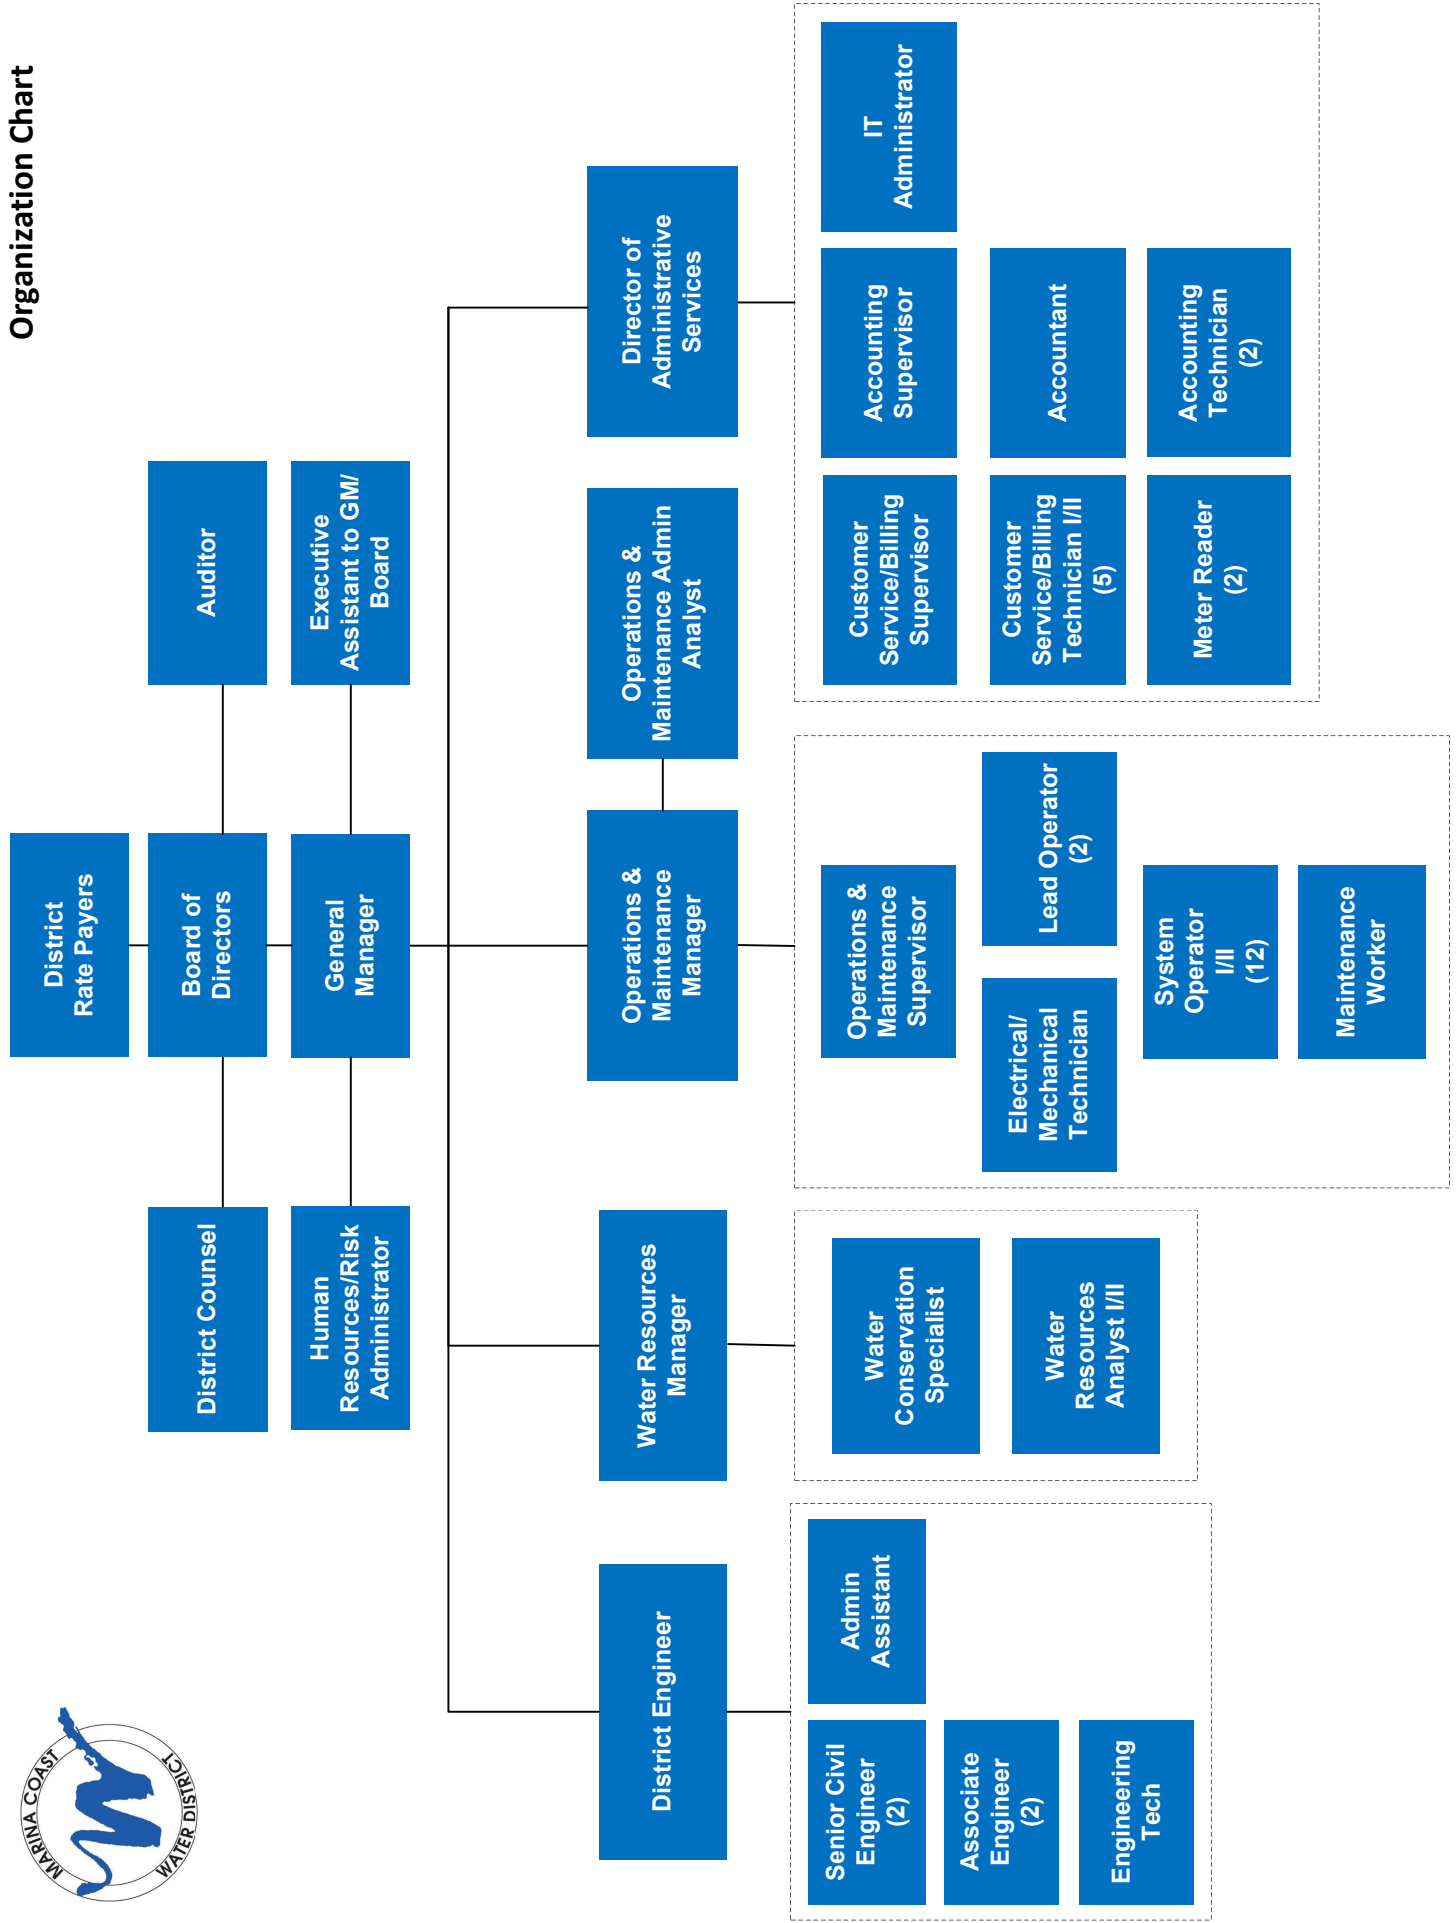 MARINA COAST
WATER DISTRICT
Organization Chart
District
Rate Payers
District Counsel
Board of
Directors
Auditor
Human
Resources/Risk
Administrator
General
Manager
Executive
Assistant to GM/
Board
District Engineer
Water Resources
Manager
Operations &
Maintenance
Manager
Operations &
Maintenance Admin
Analyst
Director of
Administrative
Services
Senior Civil
Engineer
(2)
Admin
Assistant
Associate
Engineer
(2)
Engineering
Tech
Water
Conservation
Specialist
Water
Resources
Analyst I/II
Operations &
Maintenance
Supervisor
Electrical/
Mechanical
Technician
Lead Operator
(2)
System
Operator
I/II
(12)
Maintenance
Worker
Customer
Service/Billing
Supervisor
Accounting
Supervisor
IT
Administrator
Customer
Service/Billing
Technician I/II
(5)
Accountant
Meter Reader
(2)
Accounting
Technician
(2)